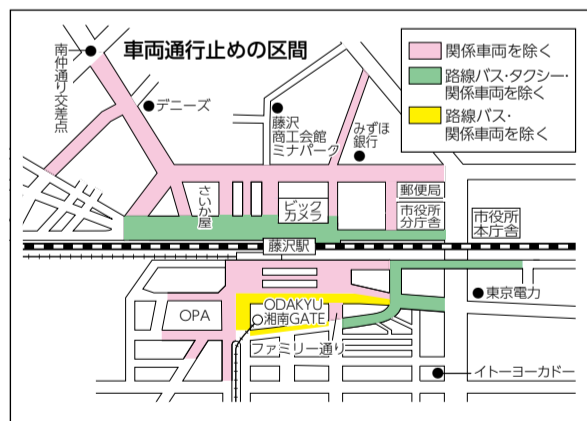 車両通行止めの区間
南仲通り交差点
デニーズ
藤沢
商工会館
ミナパーク
みずほ
銀行
関係車両を除く
路線バス・タクシー・
関係車両を除く
路線バス・
関係車両を除く
さいか屋
ビック
カメラ
郵便局
市役所
分庁舎
市役所
本庁舎
藤沢駅
OPA
ODAKYU
湘南GATE
ファミリー通り
東京電力
イトーヨーカドー